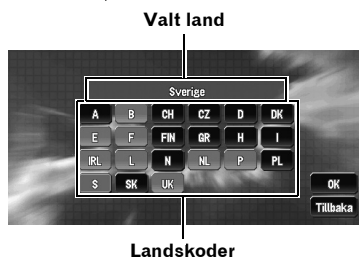 Valt land
Sverige
A B CH CZ D DK
E F FIN GR H I
IRL L N NL P PL
S SK UK
OK
Tillbaka
Landskoder